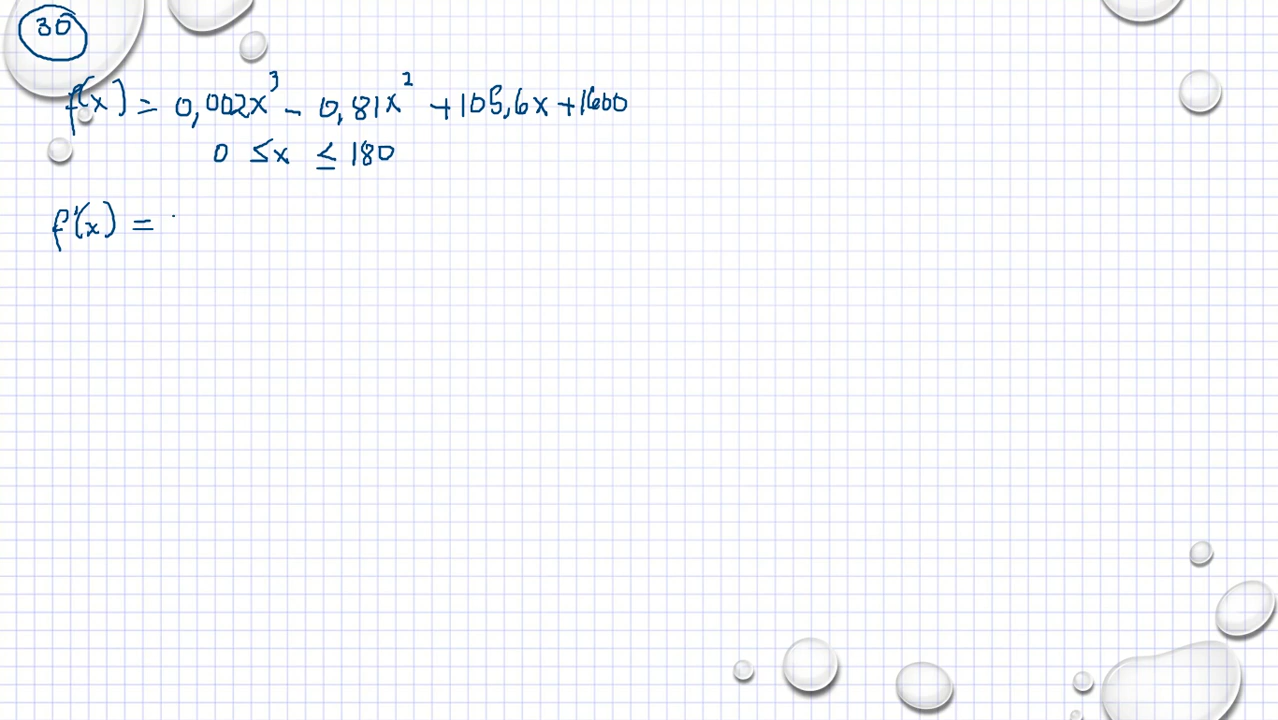 30
f(x) = 0,002x³ - 0,81x² + 105,6x + 1600
0 ≤ x ≤ 180
f'(x) =